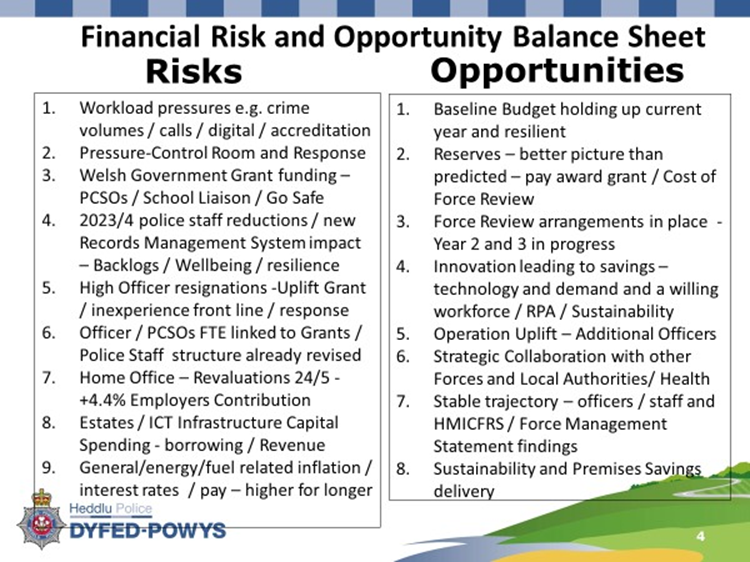 Financial Risk and Opportunity Balance Sheet
Risks
1. Workload pressures e.g. crime
volumes / calls / digital / accreditation
2. Pressure-Control Room and Response
3. Welsh Government Grant funding –
PCSOs / School Liaison / Go Safe
4. 2023/4 police staff reductions / new
Records Management System impact
– Backlogs / Wellbeing / resilience
5. High Officer resignations -Uplift Grant
/ inexperience front line / response
6. Officer / PCSOs FTE linked to Grants /
Police Staff structure already revised
7. Home Office – Revaluations 24/5 -
+4.4% Employers Contribution
8. Estates / ICT Infrastructure Capital
Spending - borrowing / Revenue
9. General/energy/fuel related inflation /
interest rates / pay – higher for longer
Opportunities
1. Baseline Budget holding up current
year and resilient
2. Reserves – better picture than
predicted – pay award grant / Cost of
Force Review
3. Force Review arrangements in place -
Year 2 and 3 in progress
4. Innovation leading to savings –
technology and demand and a willing
workforce / RPA / Sustainability
5. Operation Uplift – Additional Officers
6. Strategic Collaboration with other
Forces and Local Authorities/ Health
7. Stable trajectory – officers / staff and
HMICFRS / Force Management
Statement findings
8. Sustainability and Premises Savings
delivery
Heddlu Police
DYFED-POWYS
4